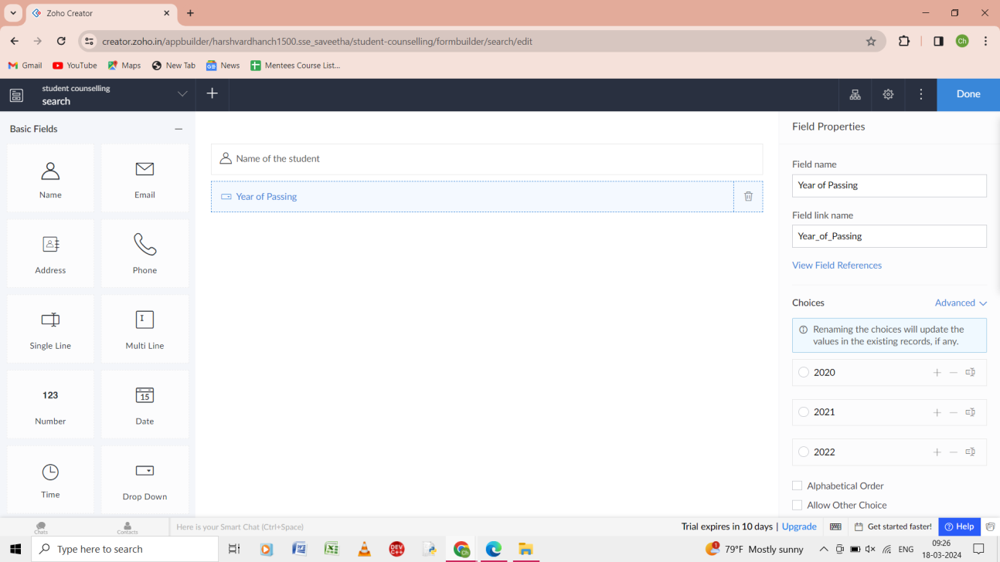 Zoho Creator
creator.zoho.in/appbuilder/harshvardhanch1500.sse_saveetha/student-counselling/formbuilder/search/edit
Ch
Gmail
YouTube
Maps
New Tab
News
Mentees Course List...
student counselling
search
Done
Basic Fields
Name
Email
Address
Phone
Single Line
Multi Line
123
Number
15
Date
Time
Drop Down
Name of the student
Year of Passing
Field Properties
Field name
Year of Passing
Field link name
Year_of_Passing
View Field References
Choices
Advanced
Renaming the choices will update the
values in the existing records, if any.
2020
2021
2022
Alphabetical Order
Allow Other Choice
Chats
Contacts
Here is your Smart Chat (Ctrl+Space)
Trial expires in 10 days | Upgrade
Get started faster!
Help
Type here to search
DEV
C++
79°F Mostly sunny
ENG
09:26
18-03-2024